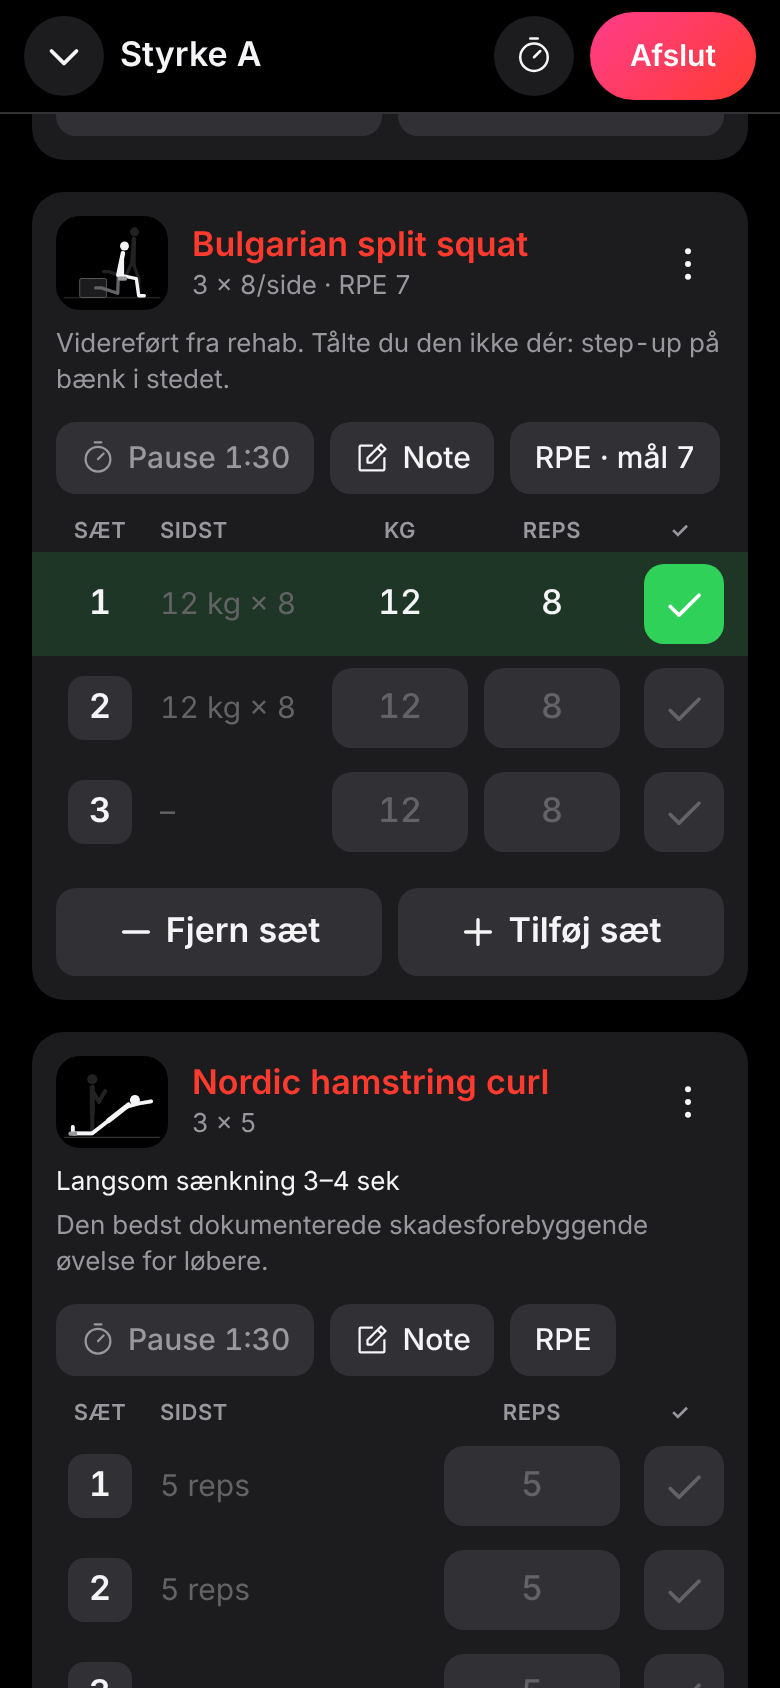 Styrke A
Afslut
Bulgarian split squat
3 × 8/side · RPE 7
Videreført fra rehab. Tålte du den ikke dér: step-up på
bænk i stedet.
Pause 1:30
Note
RPE · mål 7
SÆT SIDST KG REPS ✓
1 12 kg × 8 12 8
2 12 kg × 8 12 8
3 – 12 8
− Fjern sæt
+ Tilføj sæt
Nordic hamstring curl
3 × 5
Langsom sænkning 3–4 sek
Den bedst dokumenterede skadesforebyggende
øvelse for løbere.
Pause 1:30
Note
RPE
SÆT SIDST REPS ✓
1 5 reps 5
2 5 reps 5